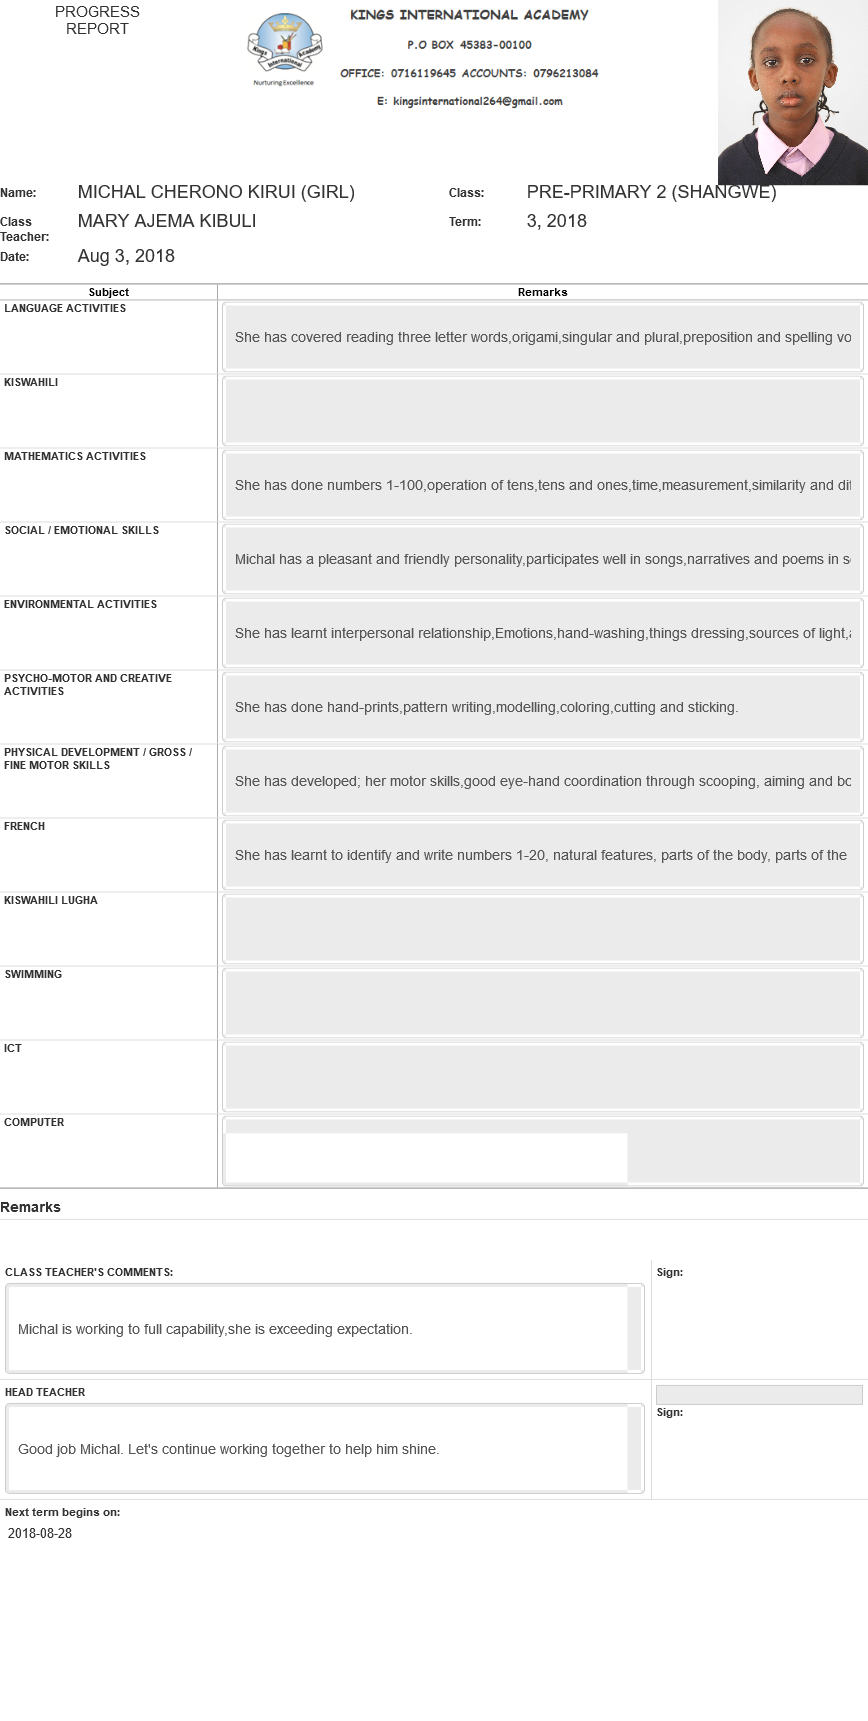 PROGRESS
REPORT
KINGS INTERNATIONAL ACADEMY
P.O BOX 45383-00100
OFFICE: 0716119645 ACCOUNTS: 0796213084
E: kingsinternational264@gmail.com
Kings Academy
International
Nurturing Excellence
Name: MICHAL CHERONO KIRUI (GIRL) Class: PRE-PRIMARY 2 (SHANGWE)
Class Teacher: MARY AJEMA KIBULI Term: 3, 2018
Date: Aug 3, 2018
Subject Remarks
LANGUAGE ACTIVITIES
She has covered reading three letter words,origami,singular and plural,preposition and spelling vo
KISWAHILI
MATHEMATICS ACTIVITIES
She has done numbers 1-100,operation of tens,tens and ones,time,measurement,similarity and dif
SOCIAL / EMOTIONAL SKILLS
Michal has a pleasant and friendly personality,participates well in songs,narratives and poems in s
ENVIRONMENTAL ACTIVITIES
She has learnt interpersonal relationship,Emotions,hand-washing,things dressing,sources of light,
PSYCHO-MOTOR AND CREATIVE
ACTIVITIES
She has done hand-prints,pattern writing,modelling,coloring,cutting and sticking.
PHYSICAL DEVELOPMENT / GROSS /
FINE MOTOR SKILLS
She has developed; her motor skills,good eye-hand coordination through scooping, aiming and bo
FRENCH
She has learnt to identify and write numbers 1-20, natural features, parts of the body, parts of the
KISWAHILI LUGHA
SWIMMING
ICT
COMPUTER
Remarks
CLASS TEACHER'S COMMENTS: Sign:
Michal is working to full capability,she is exceeding expectation.
HEAD TEACHER
Sign:
Good job Michal. Let's continue working together to help him shine.
Next term begins on:
2018-08-28